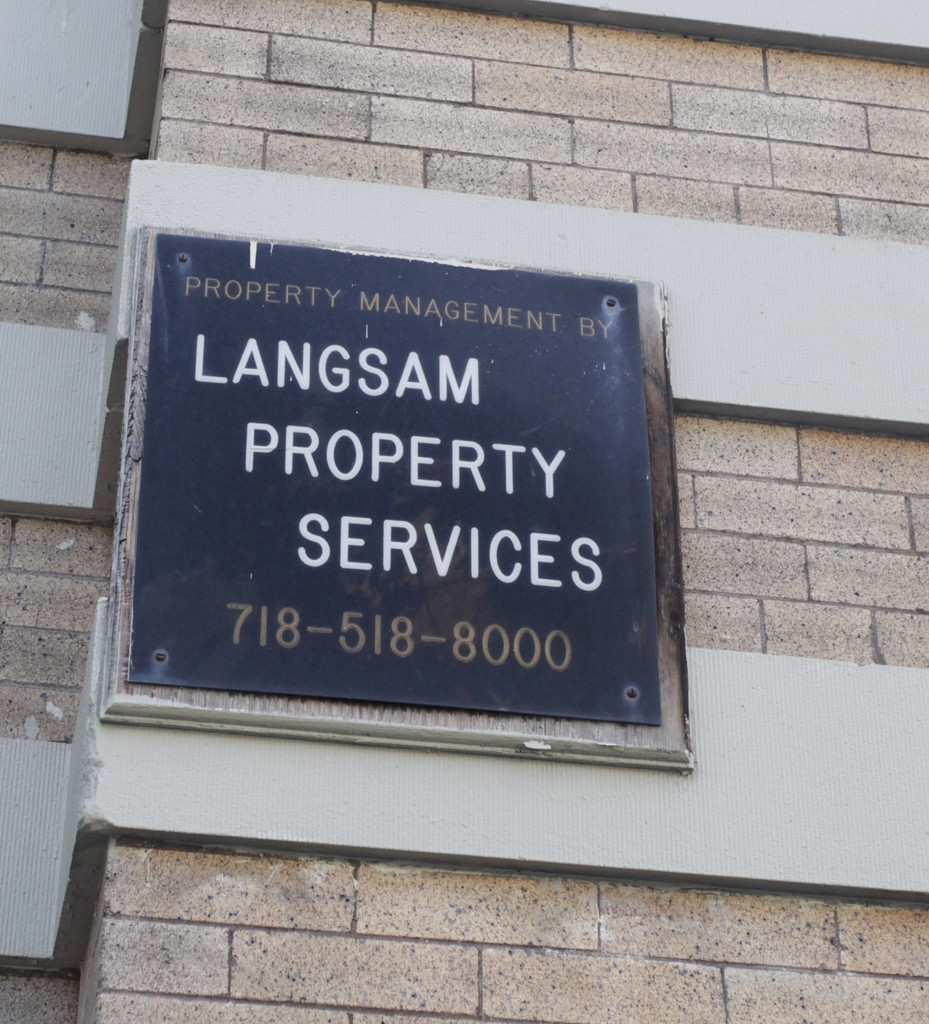 PROPERTY MANAGEMENT BY
LANGSAM
PROPERTY
SERVICES
718-518-8000